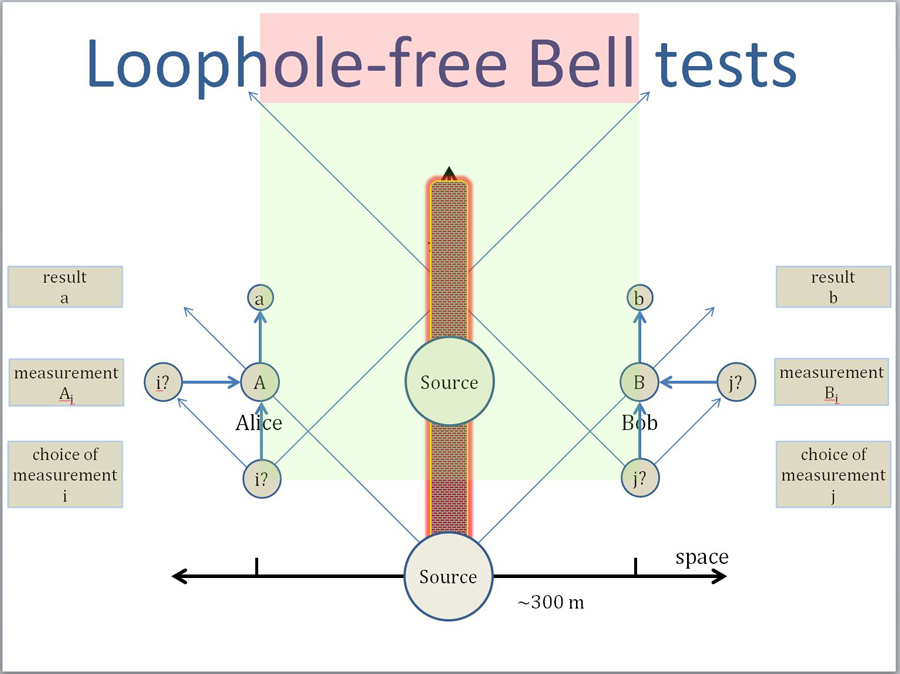 Loophole-free Bell tests
result
a
a
b
result
b
measurement
Aj
i?
A
Source
B
j?
measurement
Bj
Alice
Bob
choice of
measurement
i
i?
j?
choice of
measurement
j
space
Source
~300 m